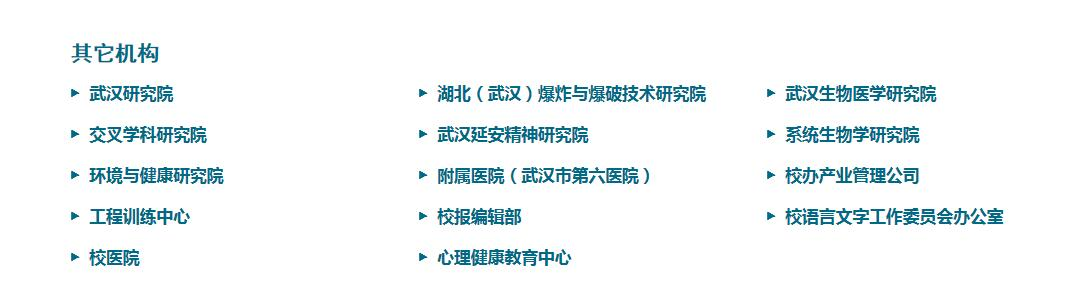 其它机构
武汉研究院
湖北（武汉）爆炸与爆破技术研究院
武汉生物医学研究院
交叉学科研究院
武汉延安精神研究院
系统生物学研究院
环境与健康研究院
附属医院（武汉市第六医院）
校办产业管理公司
工程训练中心
校报编辑部
校语言文字工作委员会办公室
校医院
心理健康教育中心